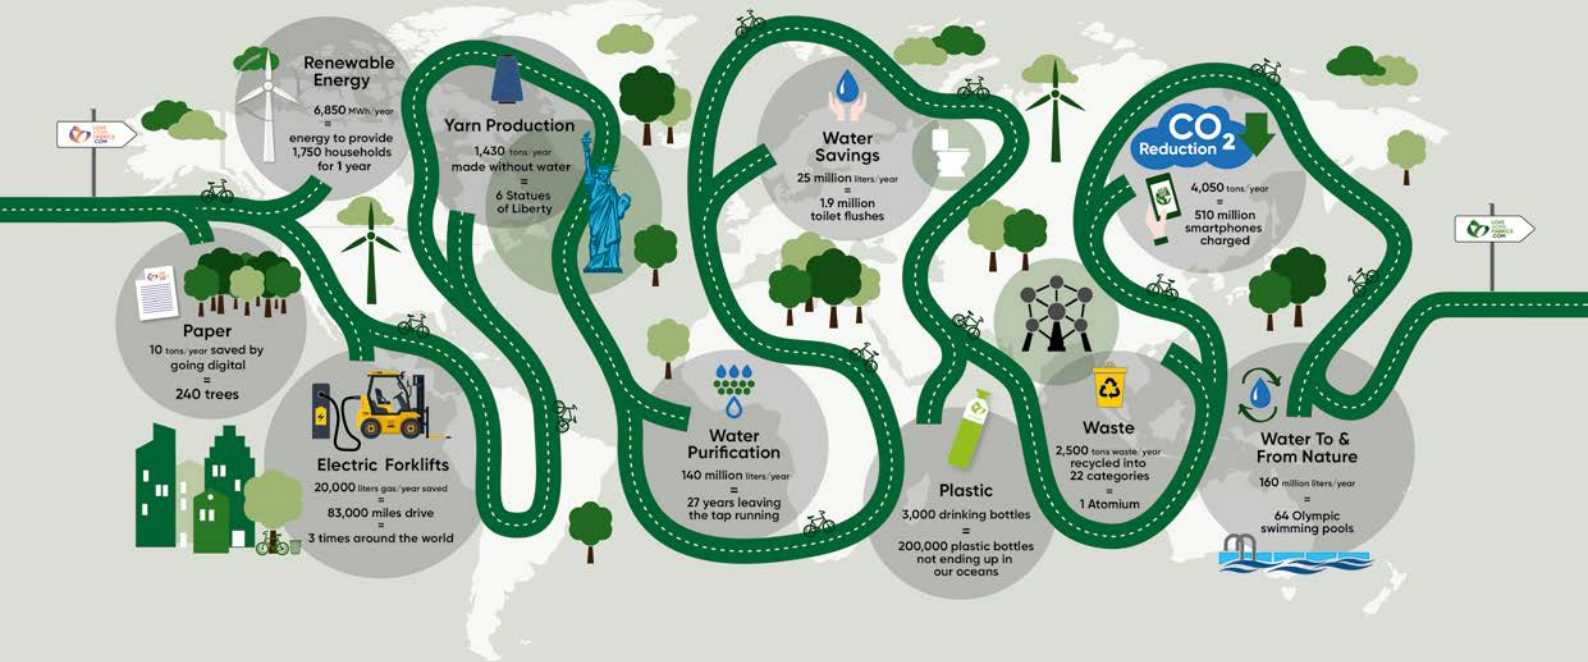 LOVE
FABRICS
.COM
Renewable
Energy
6,850 MWh/year
=
energy to provide
1,750 households
for 1 year
Paper
10 tons/year saved by
going digital
=
240 trees
Electric Forklifts
20,000 liters gas/year saved
=
83,000 miles drive
=
3 times around the world
Yarn Production
1,430 tons/year
made without water
=
6 Statues
of Liberty
Water
Purification
140 million liters/year
=
27 years leaving
the tap running
Water
Savings
25 million liters/year
=
1.9 million
toilet flushes
Plastic
3,000 drinking bottles
=
200,000 plastic bottles
not ending up in
our oceans
Waste
2,500 tons waste/year
recycled into
22 categories
=
1 Atomium
CO2
Reduction
4,050 tons/year
=
510 million
smartphones
charged
Water To &
From Nature
160 million liters/year
=
64 Olympic
swimming pools
LOVE
FABRICS
.COM